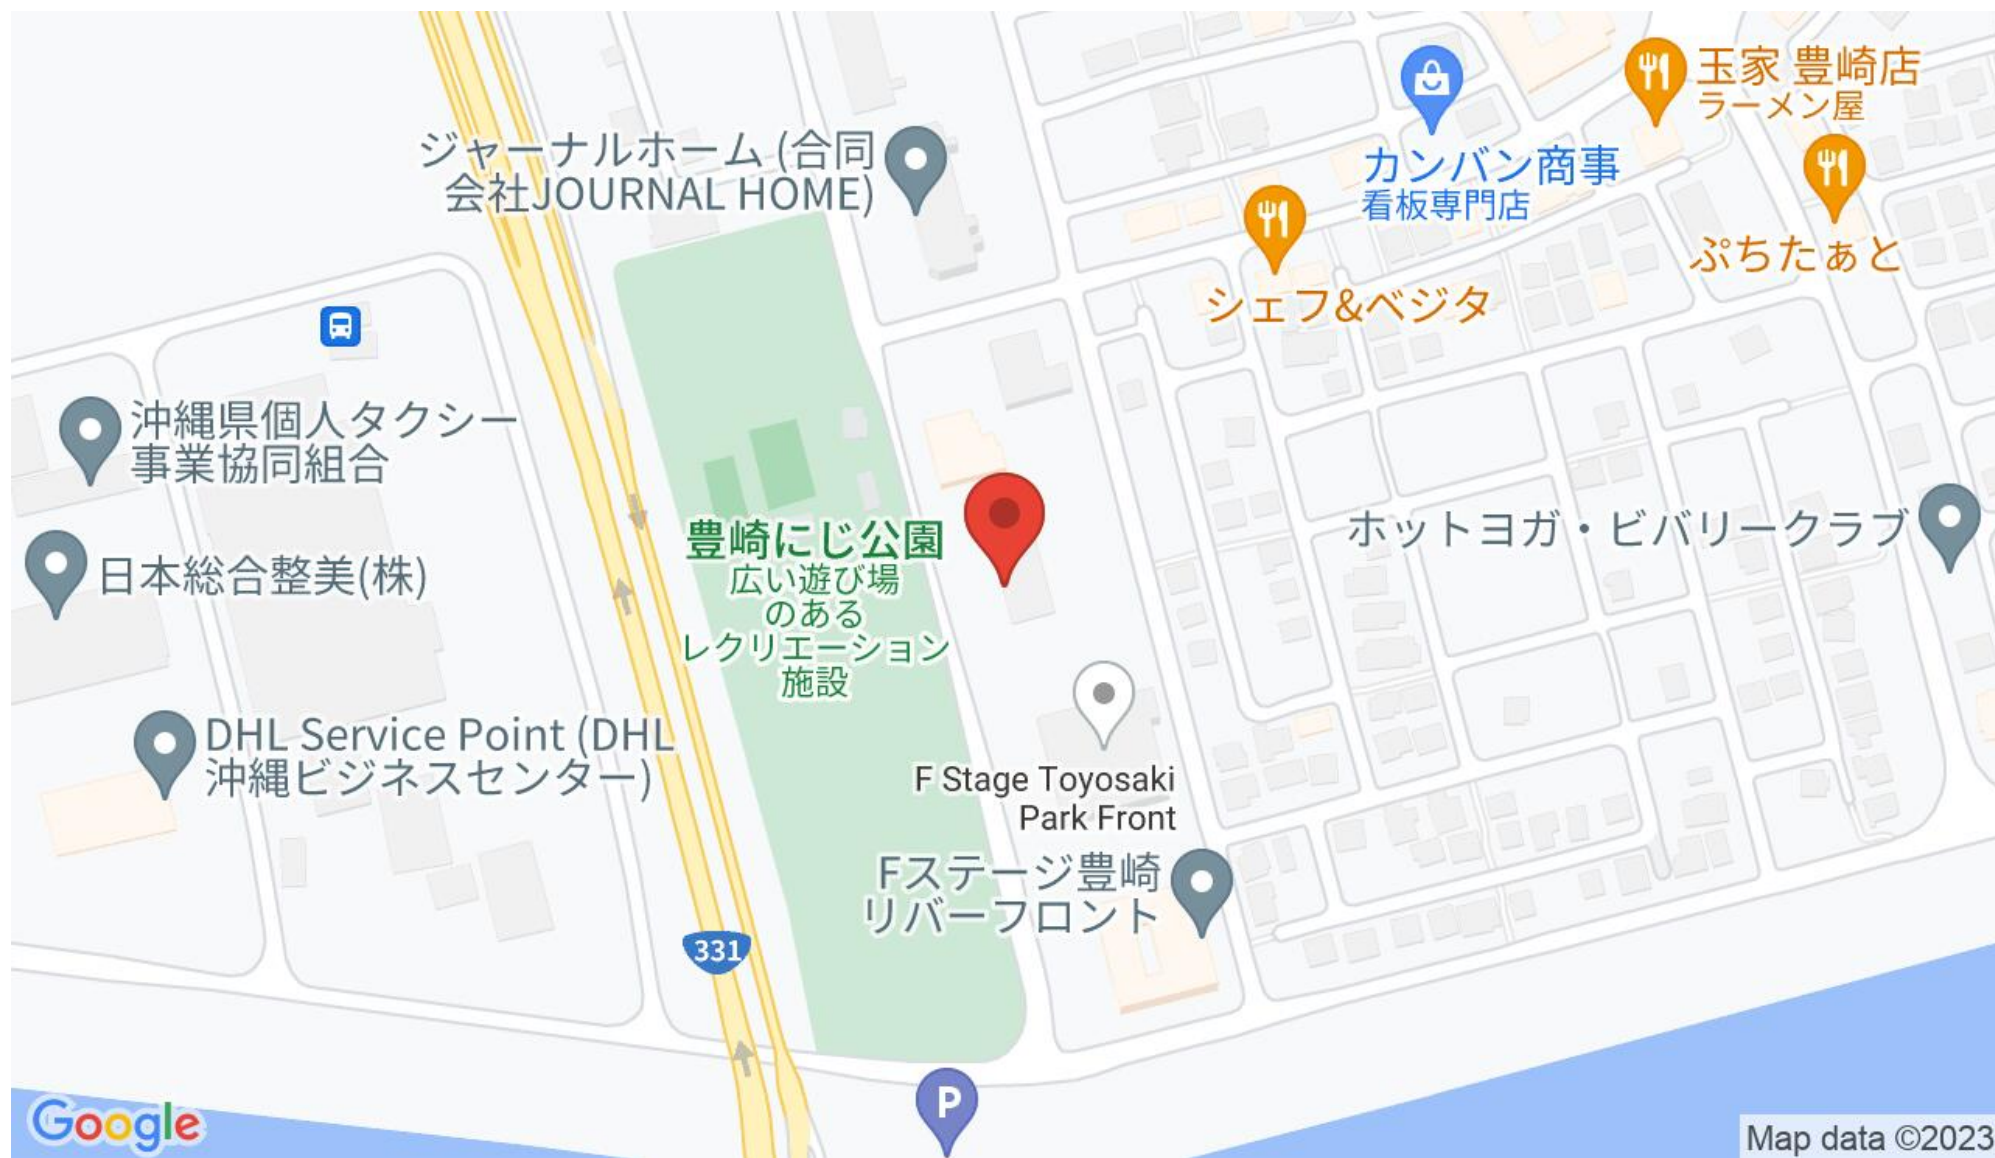 玉家 豊崎店
ラーメン屋
カンバン商事
看板専門店
ぷちたぁと
シェフ&ベジタ
ジャーナルホーム (合同
会社JOURNAL HOME)
沖縄県個人タクシー
事業協同組合
日本総合整美(株)
豊崎にじ公園
広い遊び場
のある
レクリエーション
施設
ホットヨガ・ビバリークラブ
DHL Service Point (DHL
沖縄ビジネスセンター)
F Stage Toyosaki
Park Front
Fステージ豊崎
リバーフロント
331
P
Google
Map data ©2023